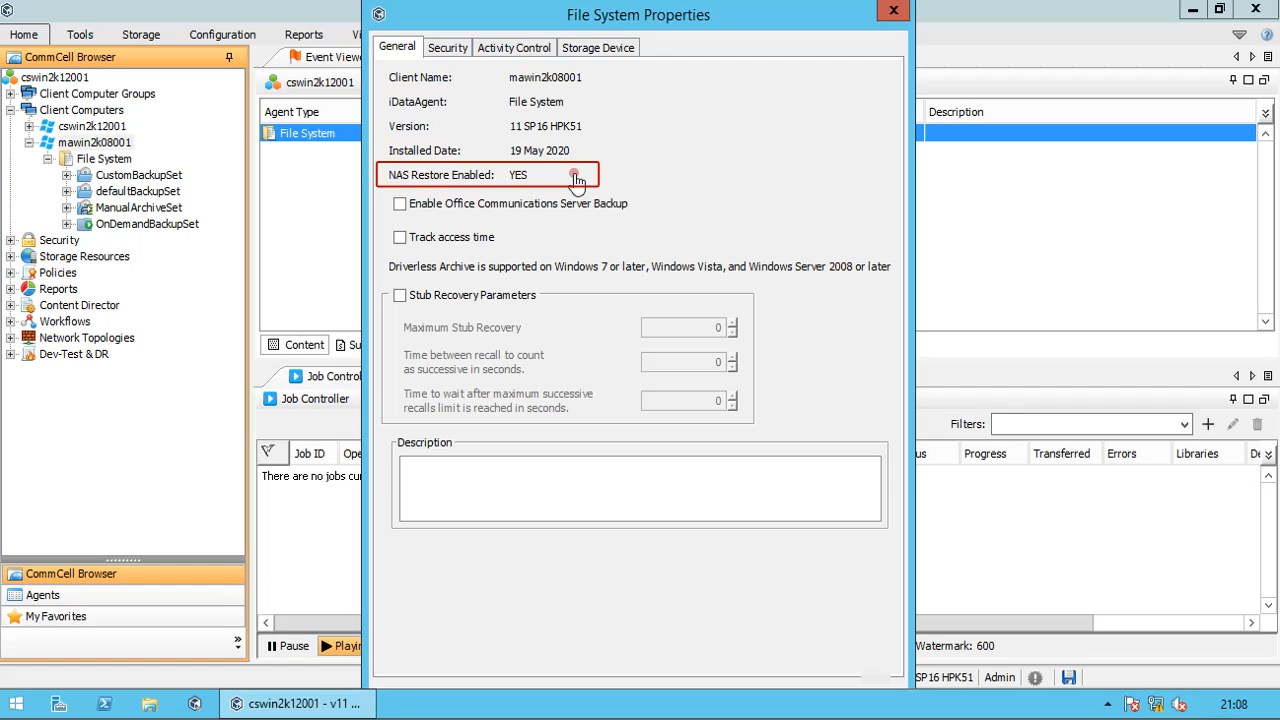 File System Properties
Home Tools Storage Configuration Reports
CommCell Browser
cswin2k12001
Client Computer Groups
Client Computers
cswin2k12001
mawin2k08001
File System
CustomBackupSet
defaultBackupSet
ManualArchiveSet
OnDemandBackupSet
Security
Storage Resources
Policies
Reports
Content Director
Workflows
Network Topologies
Dev-Test & DR
CommCell Browser
Agents
My Favorites
Event Viewe
cswin2k12001
Agent Type
File System
Content
Job Contro
Job Controller
Job ID
There are no jobs cur
Pause
Playi
General Security Activity Control Storage Device
Client Name: mawin2k08001
iDataAgent: File System
Version: 11 SP16 HPK51
Installed Date: 19 May 2020
NAS Restore Enabled: YES
Enable Office Communications Server Backup
Track access time
Driverless Archive is supported on Windows 7 or later, Windows Vista, and Windows Server 2008 or later
Stub Recovery Parameters
Maximum Stub Recovery 0
Time between recall to count
as successive in seconds. 0
Time to wait after maximum successive
recalls limit is reached in seconds. 0
Description
Description
Filters:
Progress Transferred Errors Libraries
Watermark: 600
SP16 HPK51 Admin
cswin2k12001 - v11 ...
21:08